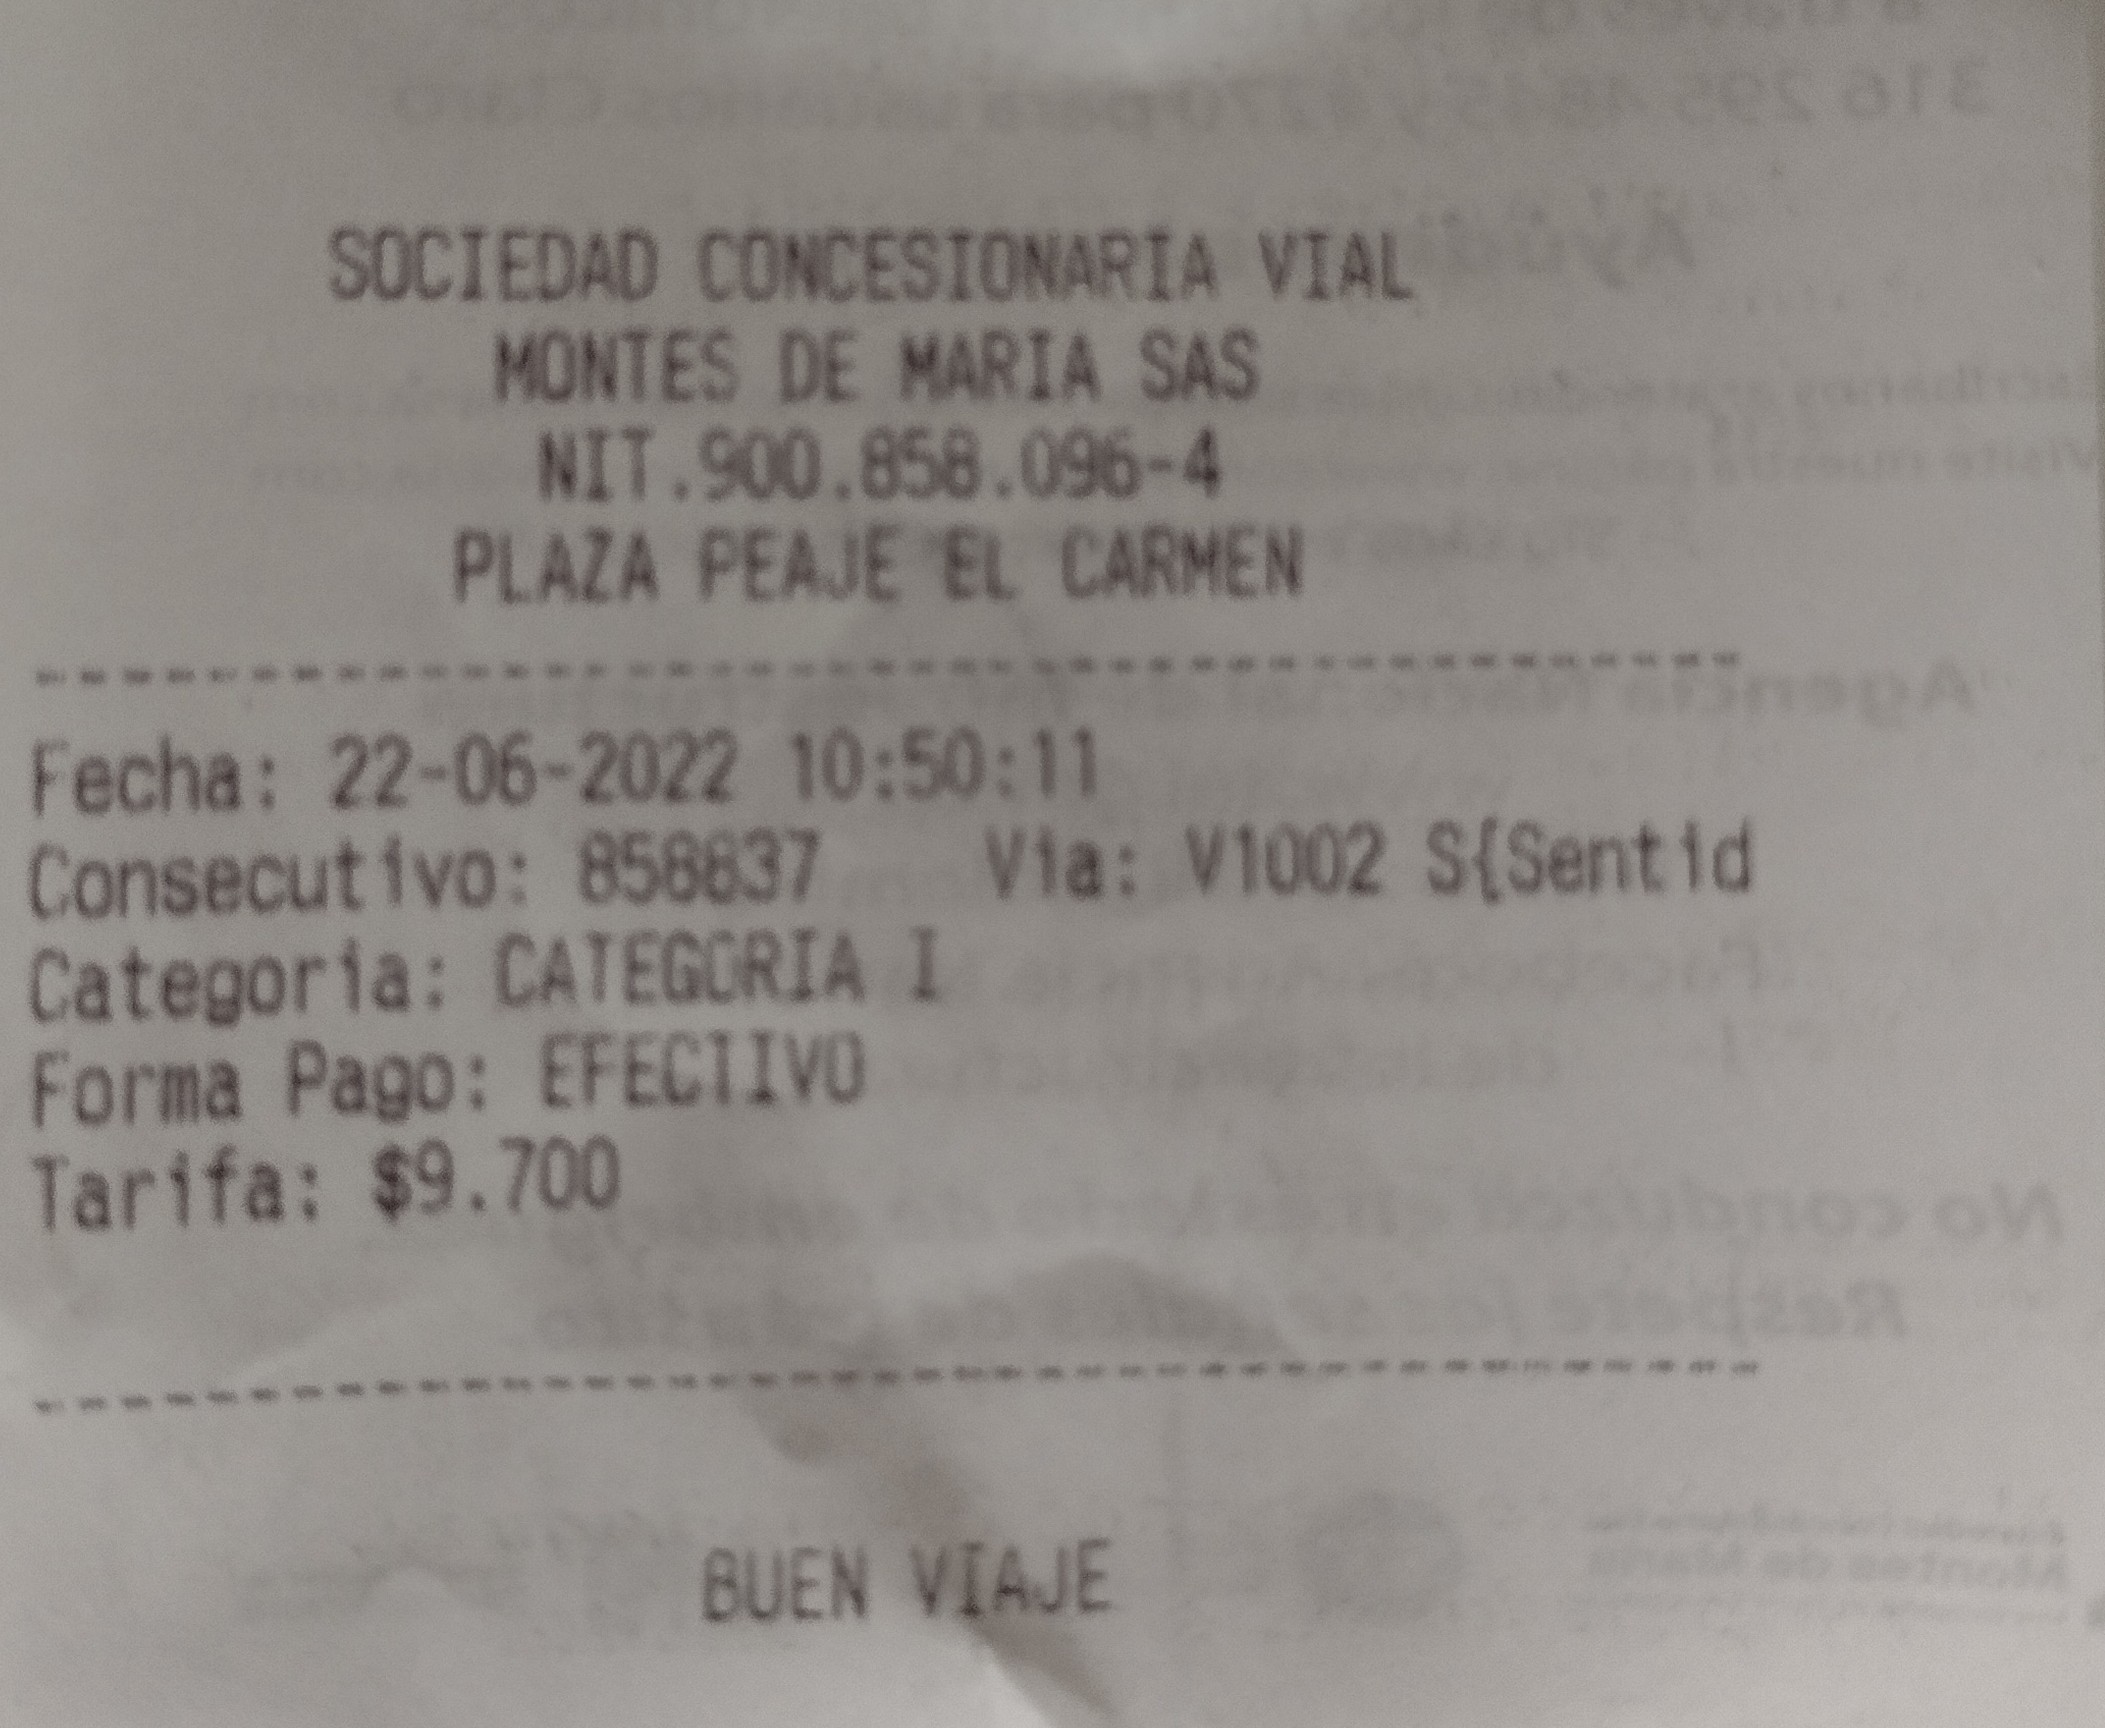 SOCIEDAD CONCESIONARIA VIAL
MONTES DE MARIA SAS
NIT.900.858.096-4
PLAZA PEAJE EL CARMEN
Fecha: 22-06-2022 10:50:11
Consecutivo: 858837 Via: V1002 S{Sentid
Categoria: CATEGORIA I
Forma Pago: EFECTIVO
Tarifa: $9.700
BUEN VIAJE